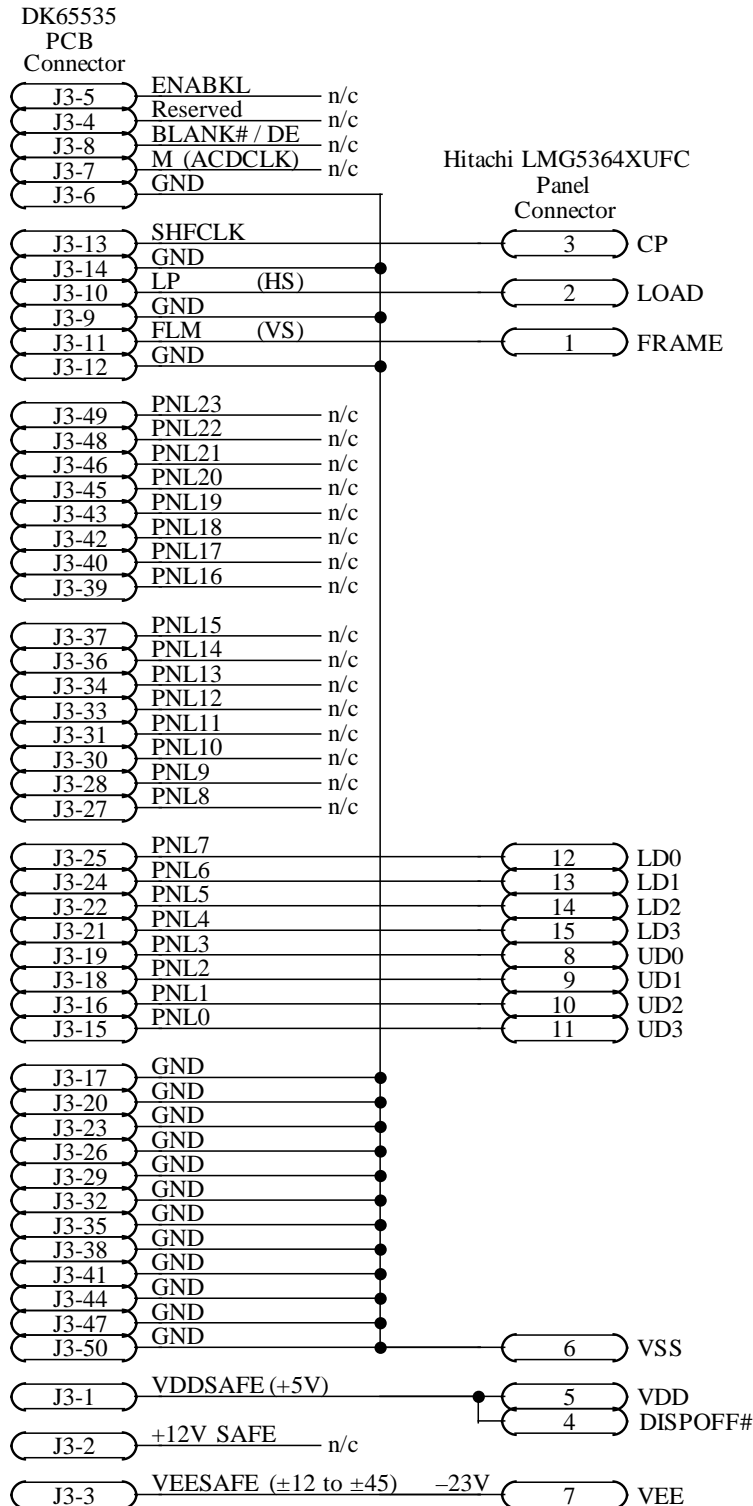 DK65535
PCB
Connector
J3-5 ENABKL n/c
J3-4 Reserved n/c
J3-8 BLANK# / DE n/c
J3-7 M (ACDCLK) n/c
J3-6 GND
Hitachi LMG5364XUFC
Panel
Connector
J3-13 SHFCLK 3 CP
J3-14 GND
J3-10 LP (HS) 2 LOAD
J3-9 GND
J3-11 FLM (VS) 1 FRAME
J3-12 GND
J3-49 PNL23 n/c
J3-48 PNL22 n/c
J3-46 PNL21 n/c
J3-45 PNL20 n/c
J3-43 PNL19 n/c
J3-42 PNL18 n/c
J3-40 PNL17 n/c
J3-39 PNL16 n/c
J3-37 PNL15 n/c
J3-36 PNL14 n/c
J3-34 PNL13 n/c
J3-33 PNL12 n/c
J3-31 PNL11 n/c
J3-30 PNL10 n/c
J3-28 PNL9 n/c
J3-27 PNL8 n/c
J3-25 PNL7 12 LD0
J3-24 PNL6 13 LD1
J3-22 PNL5 14 LD2
J3-21 PNL4 15 LD3
J3-19 PNL3 8 UD0
J3-18 PNL2 9 UD1
J3-16 PNL1 10 UD2
J3-15 PNL0 11 UD3
J3-17 GND
J3-20 GND
J3-23 GND
J3-26 GND
J3-29 GND
J3-32 GND
J3-35 GND
J3-38 GND
J3-41 GND
J3-44 GND
J3-47 GND
J3-50 GND 6 VSS
J3-1 VDDSAFE (+5V) 5 VDD
4 DISPOFF#
J3-2 +12V SAFE n/c
J3-3 VEESAFE (±12 to ±45) –23V 7 VEE